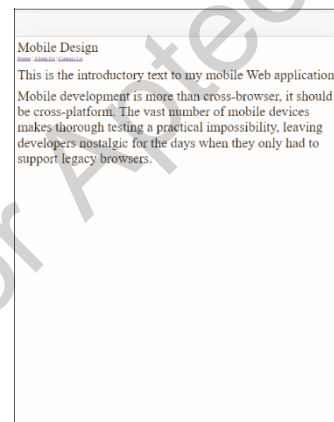 Mobile Design
Home | About Us | Contact Us
This is the introductory text to my mobile Web application
Mobile development is more than cross-browser, it should
be cross-platform. The vast number of mobile devices
makes thorough testing a practical impossibility, leaving
developers nostalgic for the days when they only had to
support legacy browsers.
or Aptec